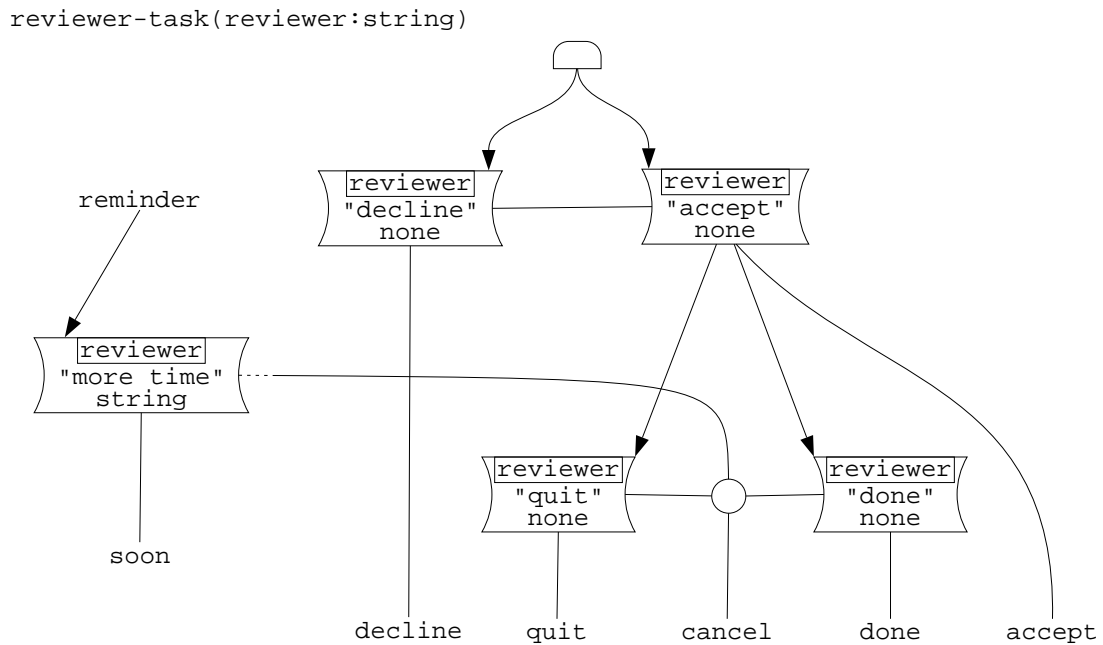 reviewer-task(reviewer:string)
reviewer
"decline"
none
reviewer
"accept"
none
reminder
reviewer
"more time"
string
reviewer
"quit"
none
reviewer
"done"
none
soon
decline
quit
cancel
done
accept